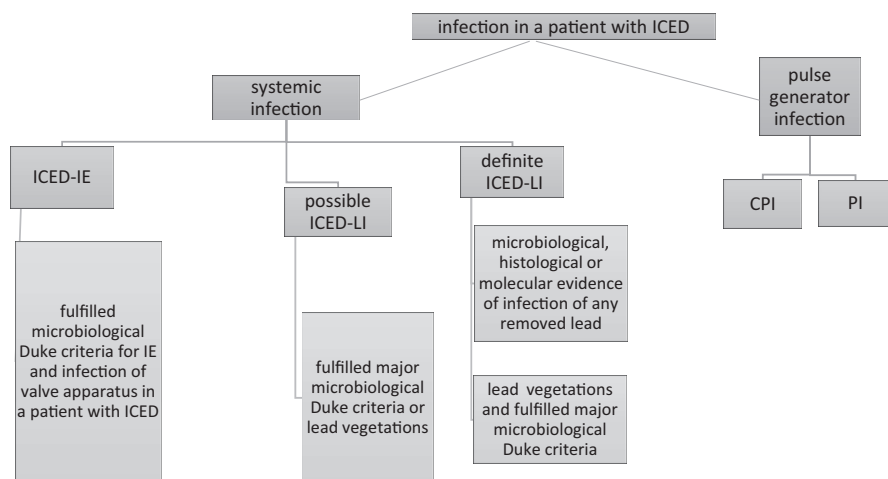 infection in a patient with ICED
systemic
infection
pulse
generator
infection
ICED-IE
possible
ICED-LI
definite
ICED-LI
CPI
PI
fulfilled
microbiological
Duke criteria for IE
and infection of
valve apparatus in
a patient with ICED
fulfilled major
microbiological
Duke criteria or
lead vegetations
microbiological,
histological or
molecular evidence
of infection of any
removed lead
lead vegetations
and fulfilled major
microbiological
Duke criteria